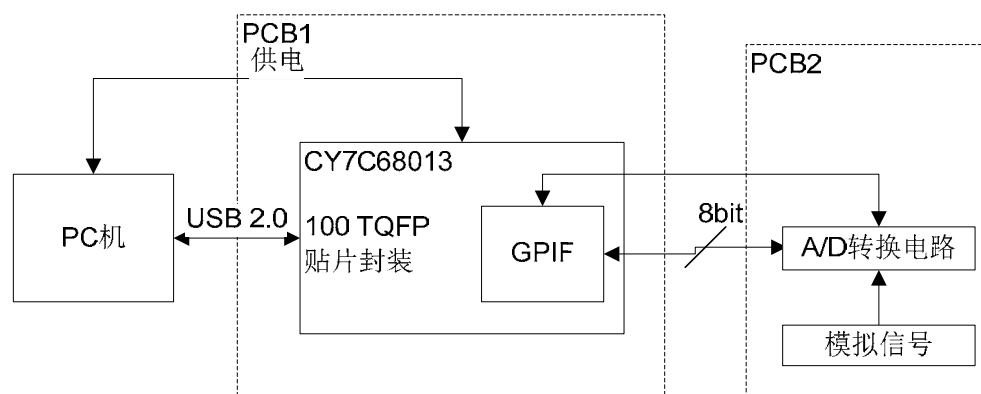 PCB1
供电
PCB2
CY7C68013
PC机
USB 2.0
100 TQFP
贴片封装
GPIF
8bit
A/D转换电路
模拟信号